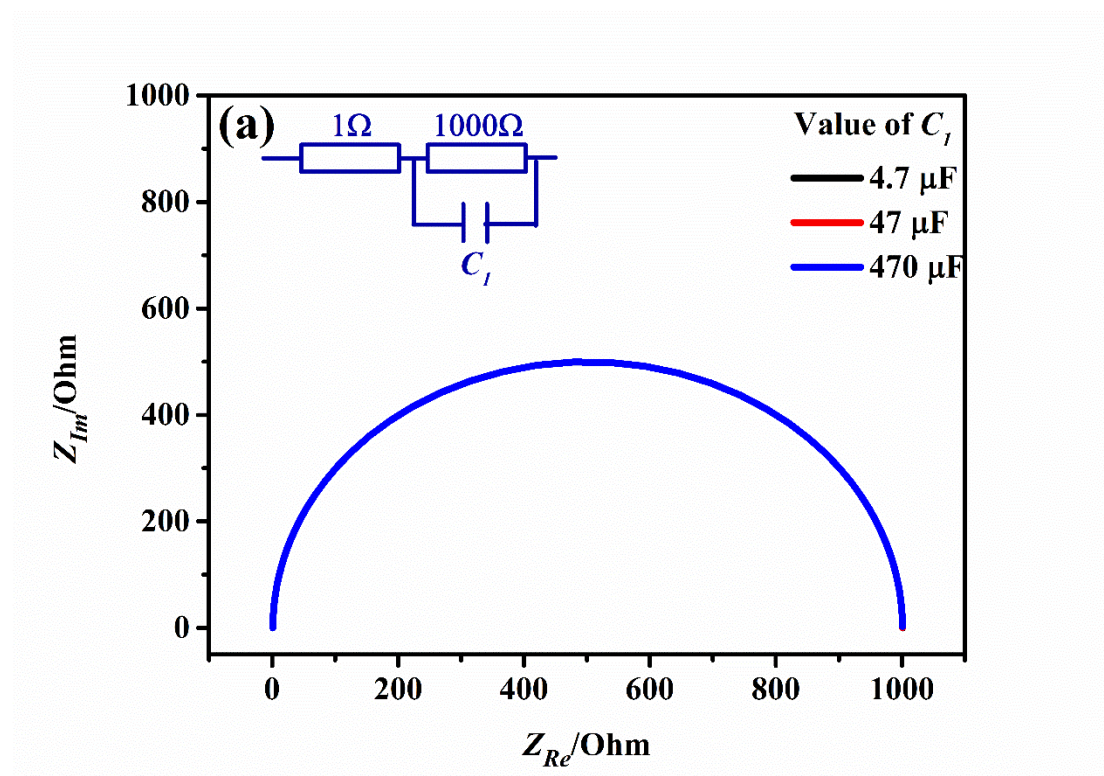 (a)
1Ω 1000Ω
C1
Value of C1
4.7 μF
47 μF
470 μF
1000
800
600
400
200
0
ZIm/Ohm
0 200 400 600 800 1000
ZRe/Ohm